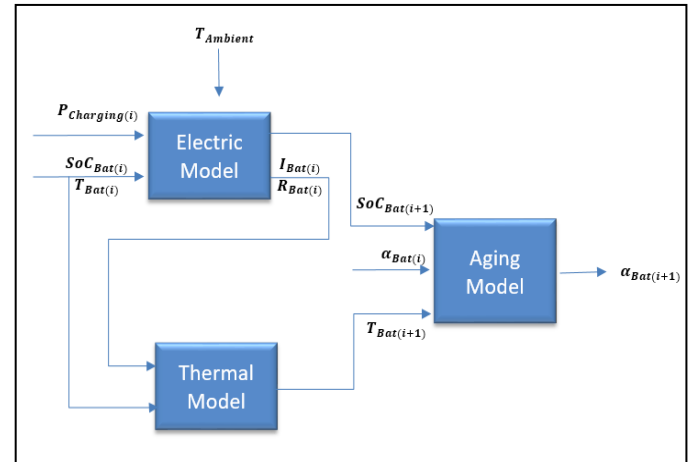 T_Ambient
P_Charging(i)
SoC_Bat(i)
T_Bat(i)
Electric
Model
I_Bat(i)
R_Bat(i)
SoC_Bat(i+1)
α_Bat(i)
Aging
Model
α_Bat(i+1)
T_Bat(i+1)
Thermal
Model